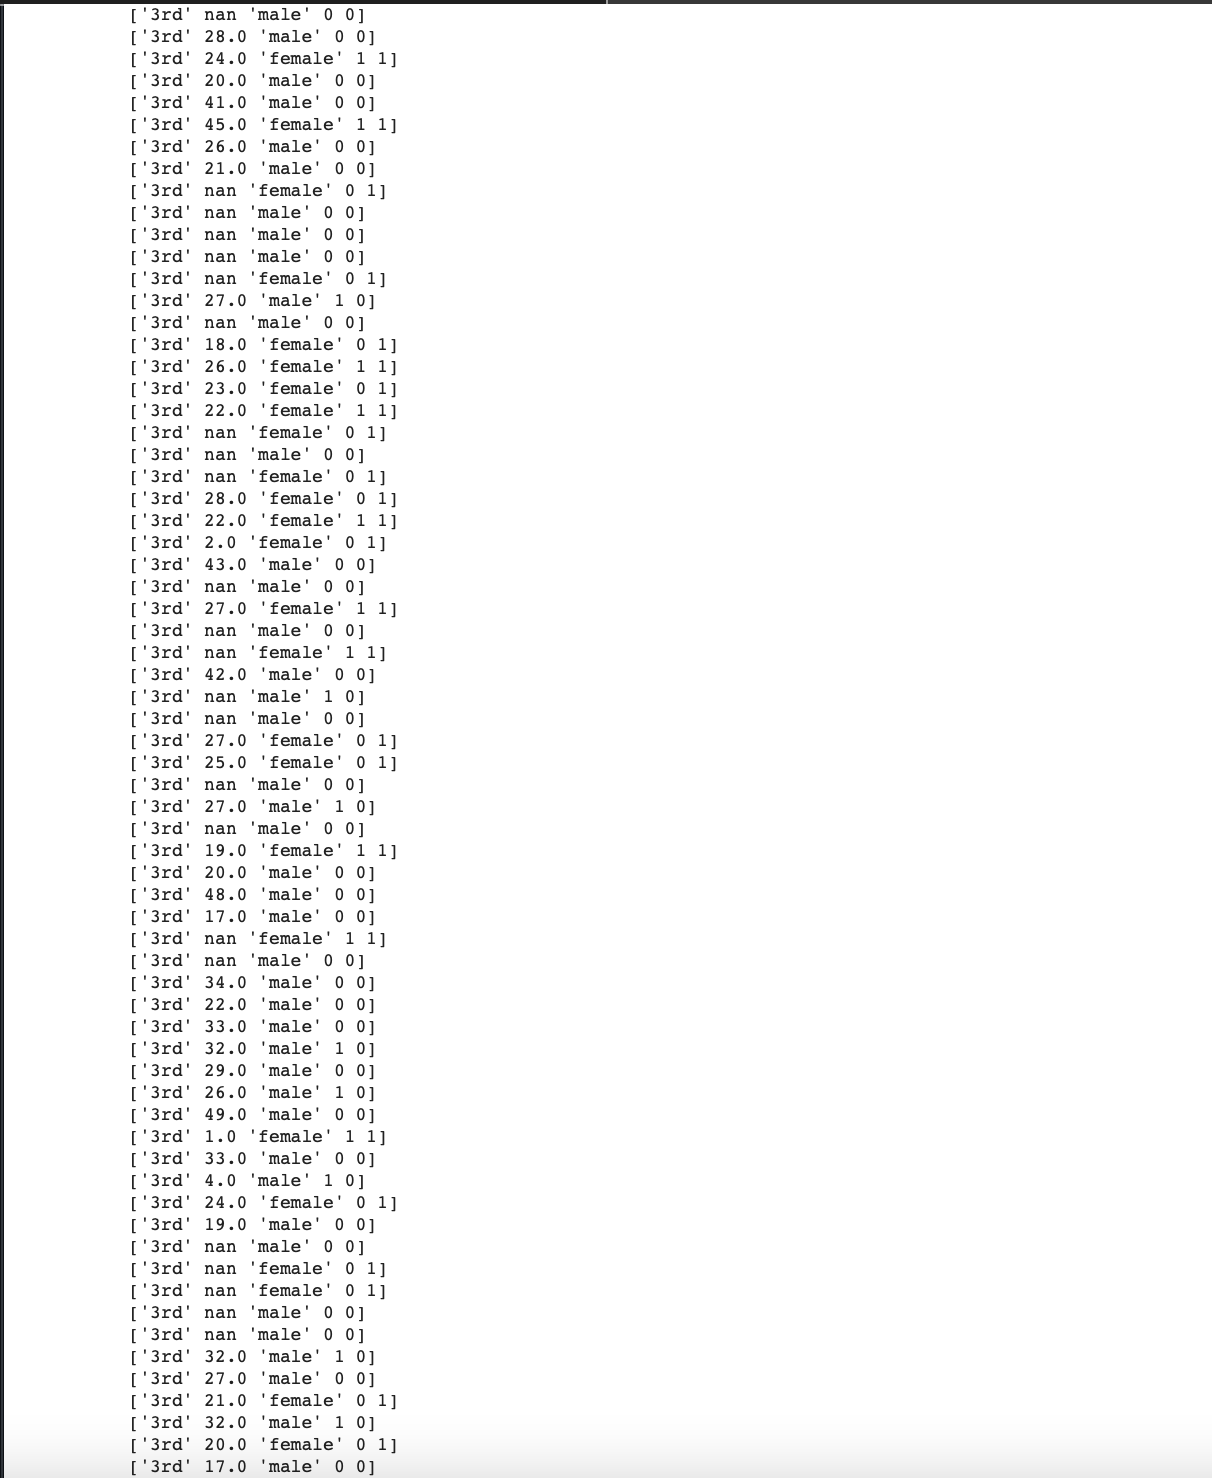 ['3rd' nan 'male' 0 0]
['3rd' 28.0 'male' 0 0]
['3rd' 24.0 'female' 1 1]
['3rd' 20.0 'male' 0 0]
['3rd' 41.0 'male' 0 0]
['3rd' 45.0 'female' 1 1]
['3rd' 26.0 'male' 0 0]
['3rd' 21.0 'male' 0 0]
['3rd' nan 'female' 0 1]
['3rd' nan 'male' 0 0]
['3rd' nan 'male' 0 0]
['3rd' nan 'male' 0 0]
['3rd' nan 'female' 0 1]
['3rd' 27.0 'male' 1 0]
['3rd' nan 'male' 0 0]
['3rd' 18.0 'female' 0 1]
['3rd' 26.0 'female' 1 1]
['3rd' 23.0 'female' 0 1]
['3rd' 22.0 'female' 1 1]
['3rd' nan 'female' 0 1]
['3rd' nan 'male' 0 0]
['3rd' nan 'female' 0 1]
['3rd' 28.0 'female' 0 1]
['3rd' 22.0 'female' 1 1]
['3rd' 2.0 'female' 0 1]
['3rd' 43.0 'male' 0 0]
['3rd' nan 'male' 0 0]
['3rd' 27.0 'female' 1 1]
['3rd' nan 'male' 0 0]
['3rd' nan 'female' 1 1]
['3rd' 42.0 'male' 0 0]
['3rd' nan 'male' 1 0]
['3rd' nan 'male' 0 0]
['3rd' 27.0 'female' 0 1]
['3rd' 25.0 'female' 0 1]
['3rd' nan 'male' 0 0]
['3rd' 27.0 'male' 1 0]
['3rd' nan 'male' 0 0]
['3rd' 19.0 'female' 1 1]
['3rd' 20.0 'male' 0 0]
['3rd' 48.0 'male' 0 0]
['3rd' 17.0 'male' 0 0]
['3rd' nan 'female' 1 1]
['3rd' nan 'male' 0 0]
['3rd' 34.0 'male' 0 0]
['3rd' 22.0 'male' 0 0]
['3rd' 33.0 'male' 0 0]
['3rd' 32.0 'male' 1 0]
['3rd' 29.0 'male' 0 0]
['3rd' 26.0 'male' 1 0]
['3rd' 49.0 'male' 0 0]
['3rd' 1.0 'female' 1 1]
['3rd' 33.0 'male' 0 0]
['3rd' 4.0 'male' 1 0]
['3rd' 24.0 'female' 0 1]
['3rd' 19.0 'male' 0 0]
['3rd' nan 'male' 0 0]
['3rd' nan 'female' 0 1]
['3rd' nan 'female' 0 1]
['3rd' nan 'male' 0 0]
['3rd' nan 'male' 0 0]
['3rd' 32.0 'male' 1 0]
['3rd' 27.0 'male' 0 0]
['3rd' 21.0 'female' 0 1]
['3rd' 32.0 'male' 1 0]
['3rd' 20.0 'female' 0 1]
['3rd' 17.0 'male' 0 0]